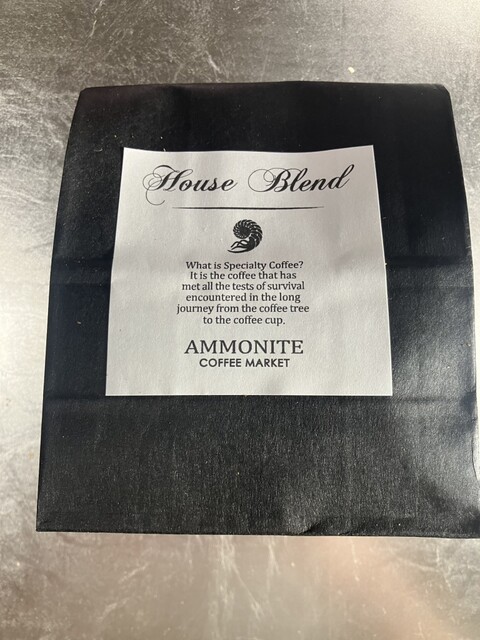 House Blend
What is Specialty Coffee?
It is the coffee that has
met all the tests of survival
encountered in the long
journey from the coffee tree
to the coffee cup.
AMMONITE
COFFEE MARKET